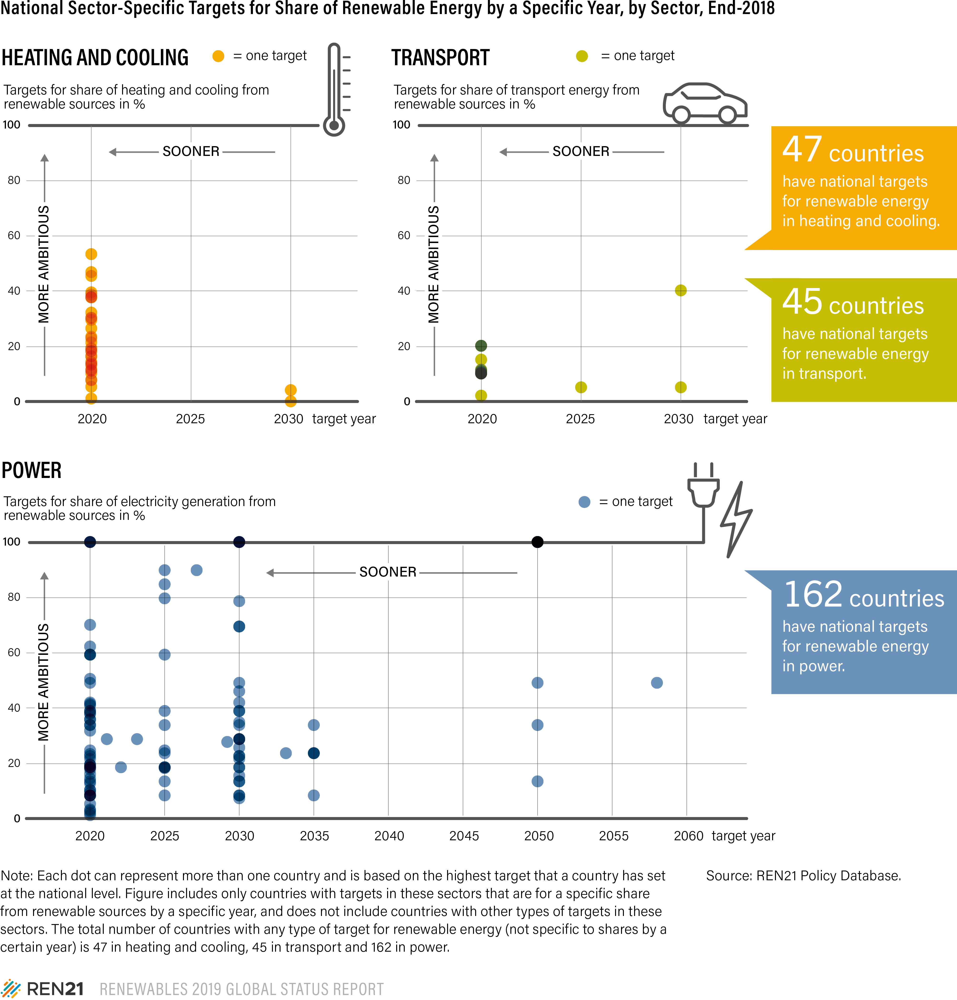 National Sector-Specific Targets for Share of Renewable Energy by a Specific Year, by Sector, End-2018
HEATING AND COOLING
= one target
Targets for share of heating and cooling from
renewable sources in %
100
80
60
40
20
0
SOONER
MORE AMBITIOUS
2020
2025
2030
target year
TRANSPORT
= one target
Targets for share of transport energy from
renewable sources in %
100
80
60
40
20
0
SOONER
MORE AMBITIOUS
2020
2025
2030
target year
47 countries
have national targets
for renewable energy
in heating and cooling.
45 countries
have national targets
for renewable energy
in transport.
POWER
Targets for share of electricity generation from
renewable sources in %
= one target
100
80
60
40
20
0
SOONER
MORE AMBITIOUS
2020
2025
2030
2035
2040
2045
2050
2055
2060
target year
162 countries
have national targets
for renewable energy
in power.
Note: Each dot can represent more than one country and is based on the highest target that a country has set
at the national level. Figure includes only countries with targets in these sectors that are for a specific share
from renewable sources by a specific year, and does not include countries with other types of targets in these
sectors. The total number of countries with any type of target for renewable energy (not specific to shares by a
certain year) is 47 in heating and cooling, 45 in transport and 162 in power.
Source: REN21 Policy Database.
REN21 RENEWABLES 2019 GLOBAL STATUS REPORT